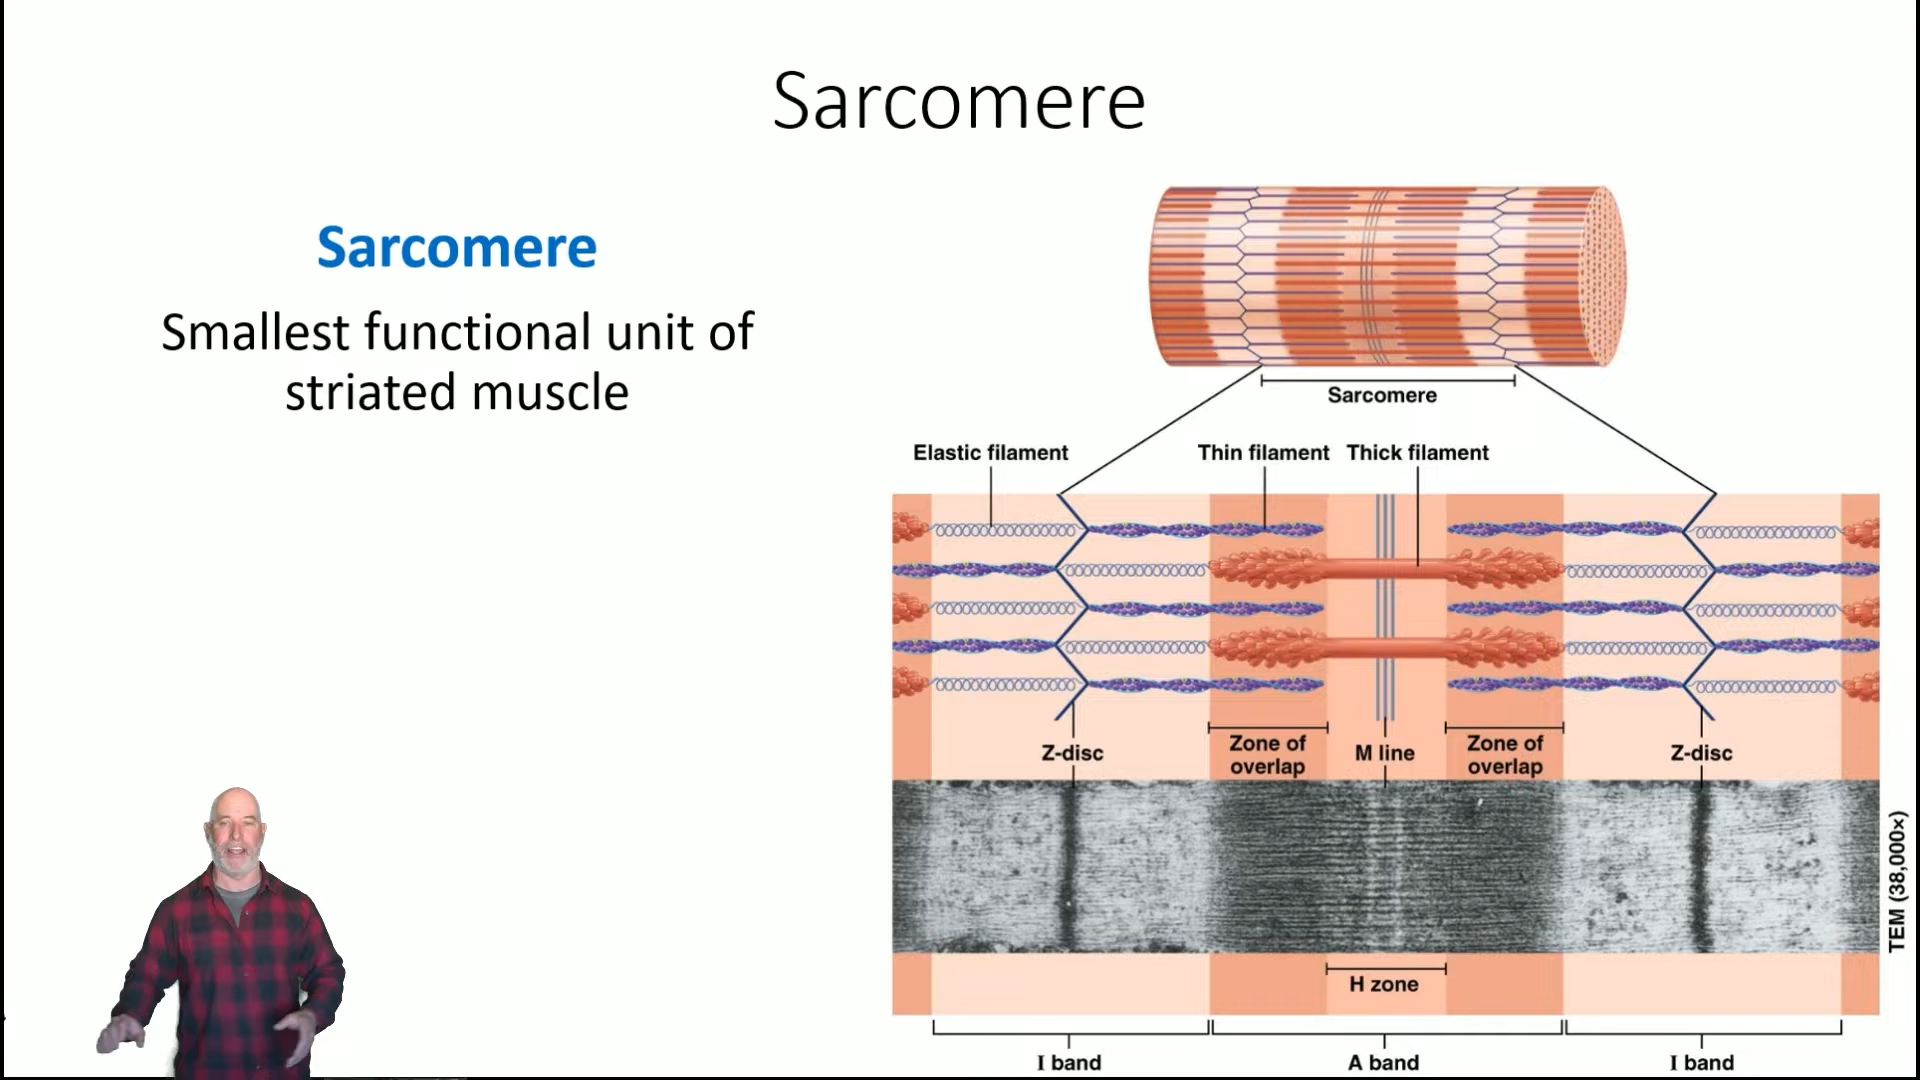 Sarcomere
Sarcomere
Smallest functional unit of
striated muscle
Sarcomere
Elastic filament
Thin filament
Thick filament
Z-disc
Zone of
overlap
M line
Zone of
overlap
Z-disc
TEM (38,000×)
H zone
I band
A band
I band